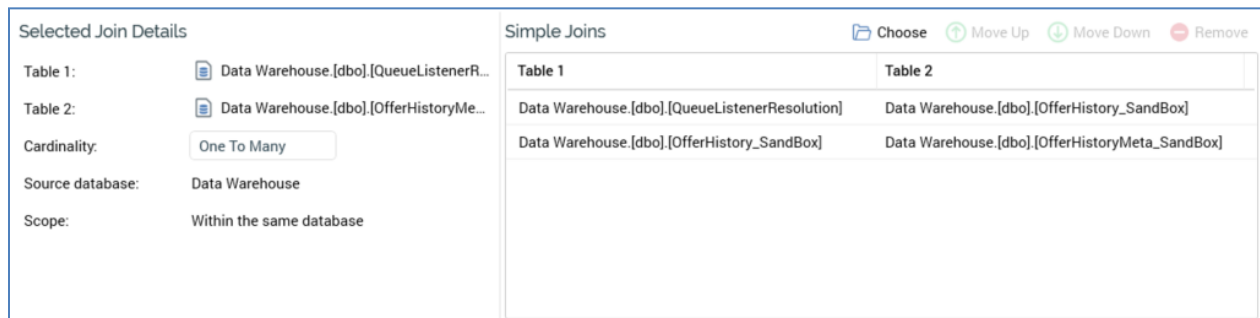 Selected Join Details
Table 1: Data Warehouse.[dbo].[QueueListenerR...
Table 2: Data Warehouse.[dbo].[OfferHistoryMe...
Cardinality: One To Many
Source database: Data Warehouse
Scope: Within the same database
Simple Joins Choose Move Up Move Down Remove
Table 1 Table 2
Data Warehouse.[dbo].[QueueListenerResolution] Data Warehouse.[dbo].[OfferHistory_SandBox]
Data Warehouse.[dbo].[OfferHistory_SandBox] Data Warehouse.[dbo].[OfferHistoryMeta_SandBox]